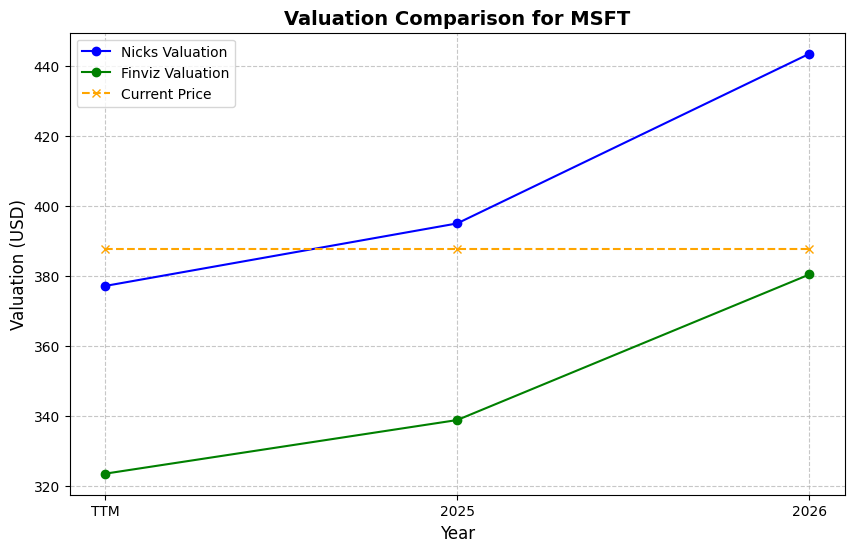 Valuation Comparison for MSFT
Nicks Valuation
Finviz Valuation
Current Price
Valuation (USD)
440
420
400
380
360
340
320
TTM 2025 2026
Year